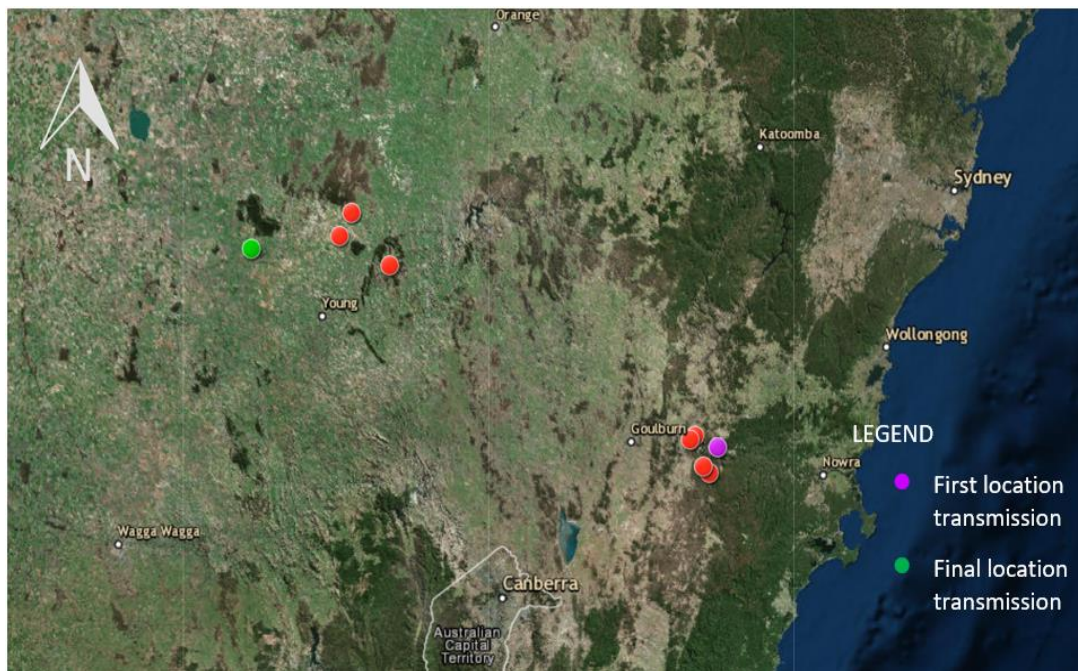 Orange
N
Katoomba
Sydney
Young
Wollongong
Goulburn
LEGEND
Nowra
First location
transmission
Wagga Wagga
Final location
transmission
Canberra
Australian
Capital
Territory